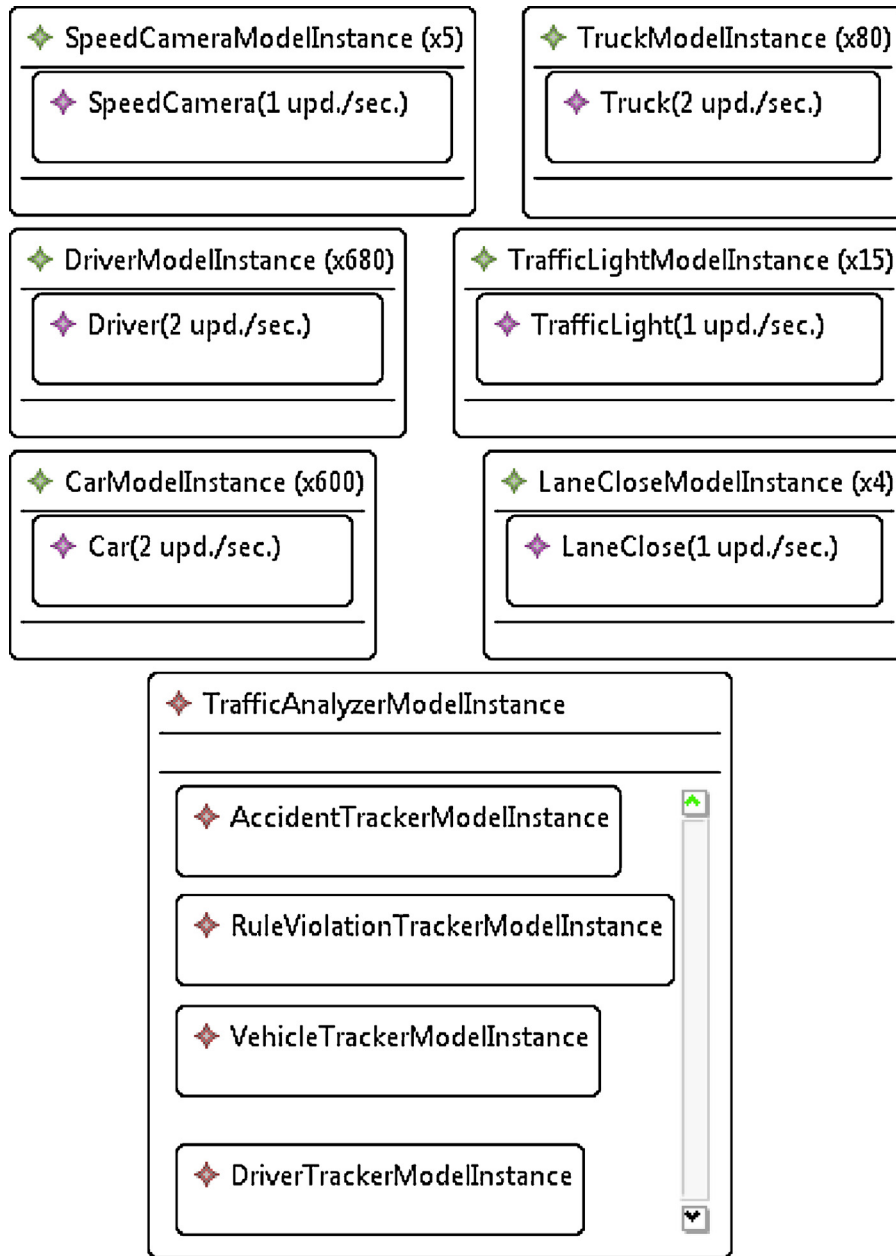 SpeedCameraModelInstance (x5)
SpeedCamera(1 upd./sec.)
TruckModelInstance (x80)
Truck(2 upd./sec.)
DriverModelInstance (x680)
Driver(2 upd./sec.)
TrafficLightModelInstance (x15)
TrafficLight(1 upd./sec.)
CarModelInstance (x600)
Car(2 upd./sec.)
LaneCloseModelInstance (x4)
LaneClose(1 upd./sec.)
TrafficAnalyzerModelInstance
AccidentTrackerModelInstance
RuleViolationTrackerModelInstance
VehicleTrackerModelInstance
DriverTrackerModelInstance